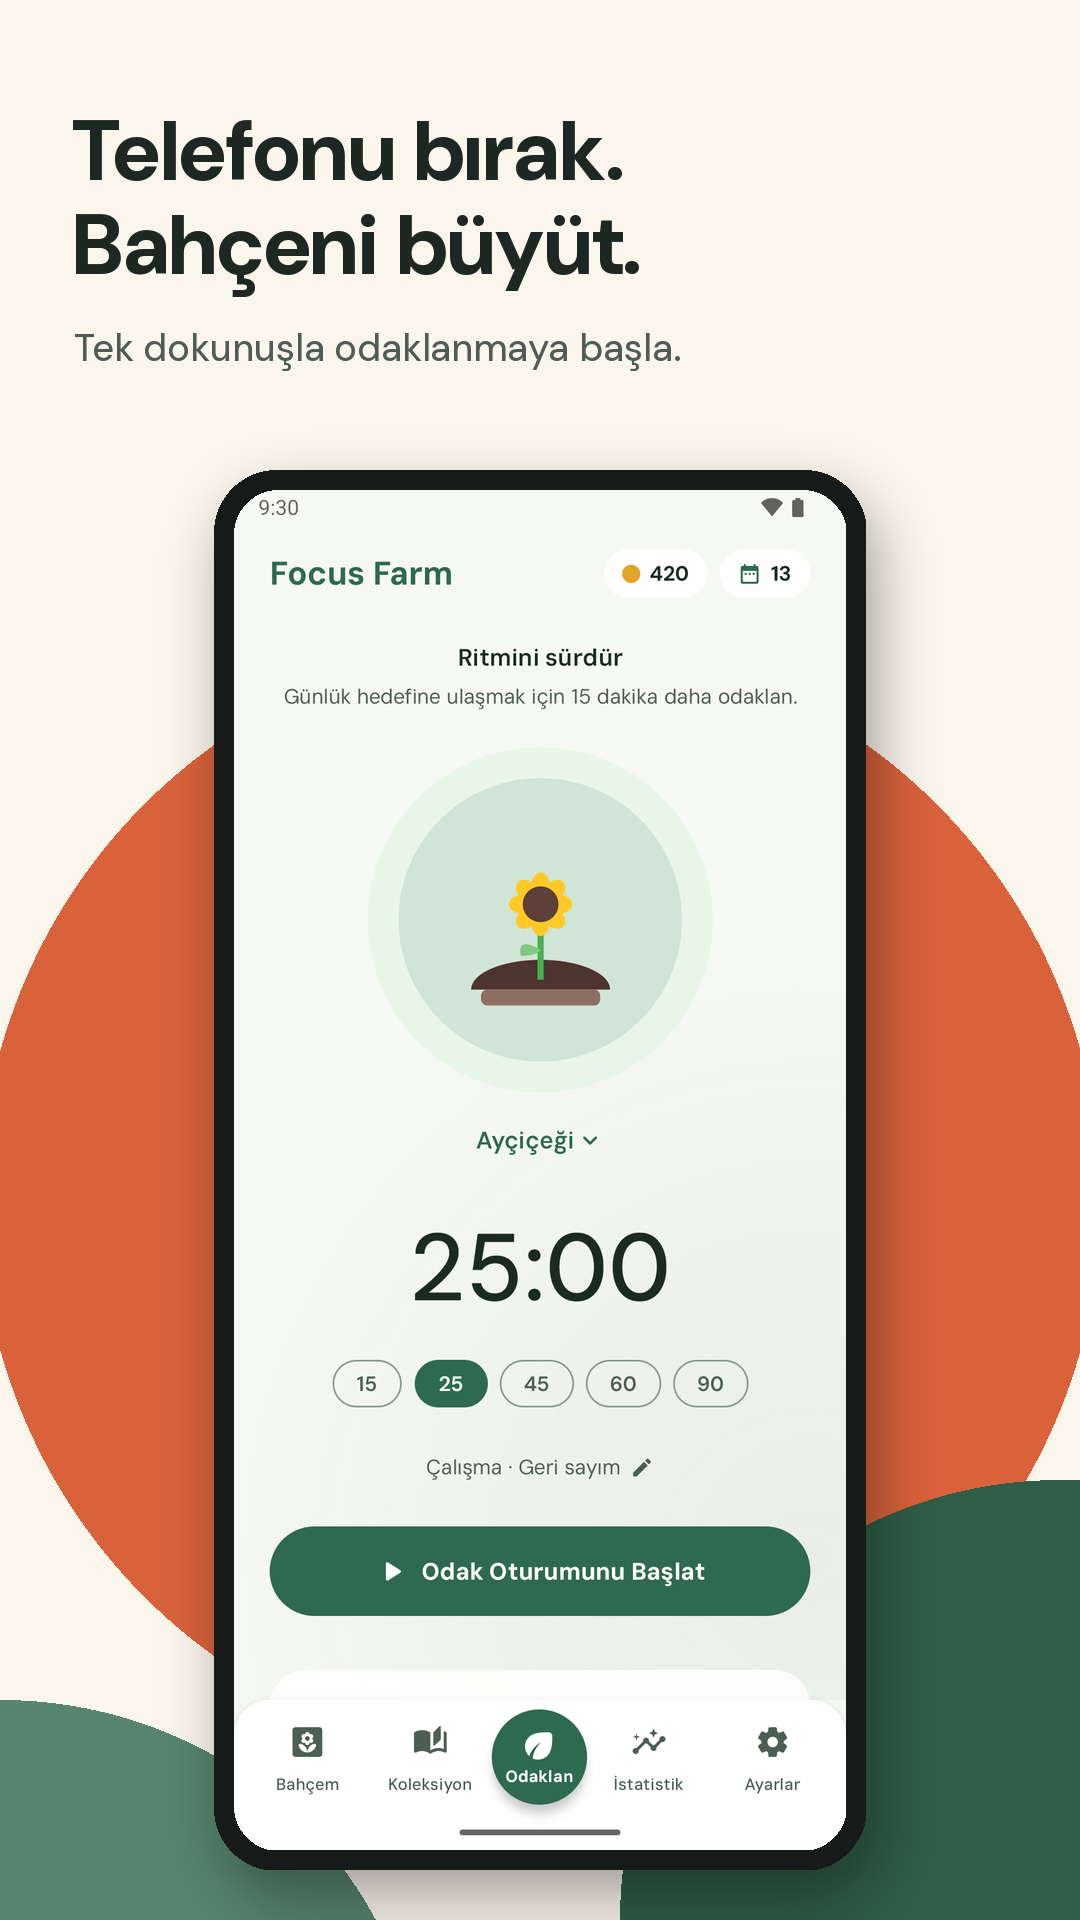 Telefonu bırak.
Bahçeni büyüt.
Tek dokunuşla odaklanmaya başla.
9:30
Focus Farm
420
13
Ritmini sürdür
Günlük hedefine ulaşmak için 15 dakika daha odaklan.
Ayçiçeği
25:00
15 25 45 60 90
Çalışma · Geri sayım
Odak Oturumunu Başlat
Bahçem Koleksiyon Odaklan İstatistik Ayarlar